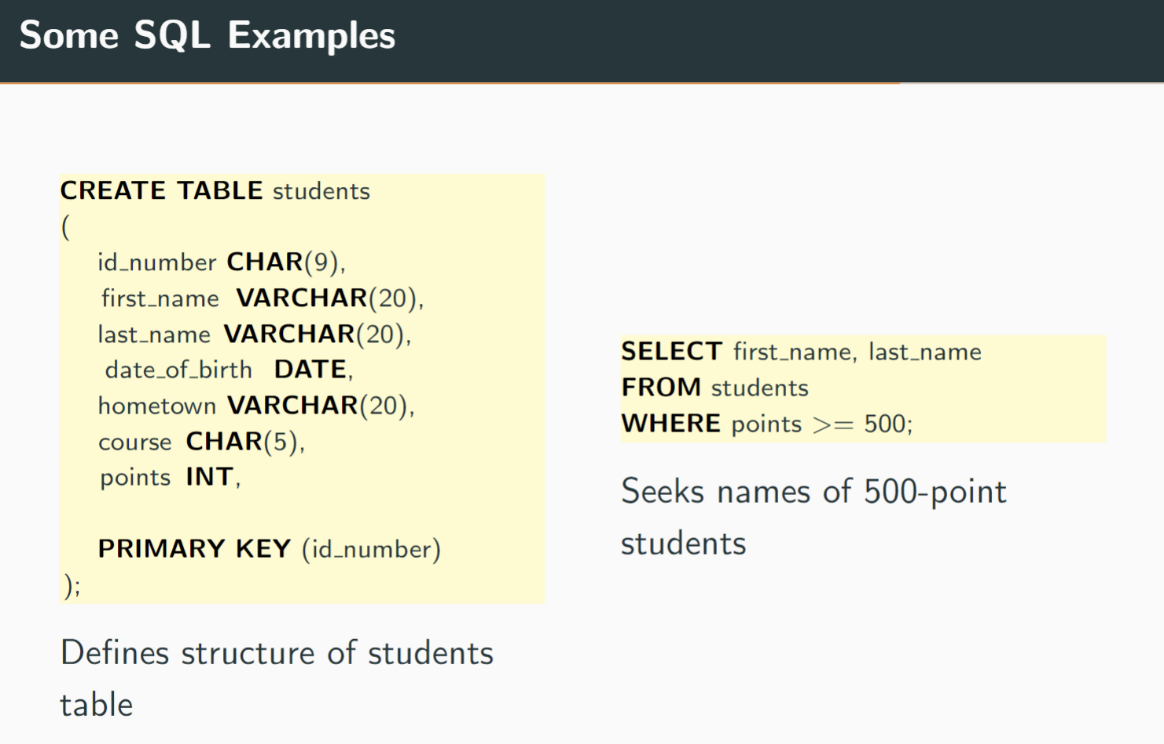 Some SQL Examples
CREATE TABLE students
(
id_number CHAR(9),
first_name VARCHAR(20),
last_name VARCHAR(20),
date_of_birth DATE,
hometown VARCHAR(20),
course CHAR(5),
points INT,
PRIMARY KEY (id_number)
);
Defines structure of students
table
SELECT first_name, last_name
FROM students
WHERE points >= 500;
Seeks names of 500-point
students